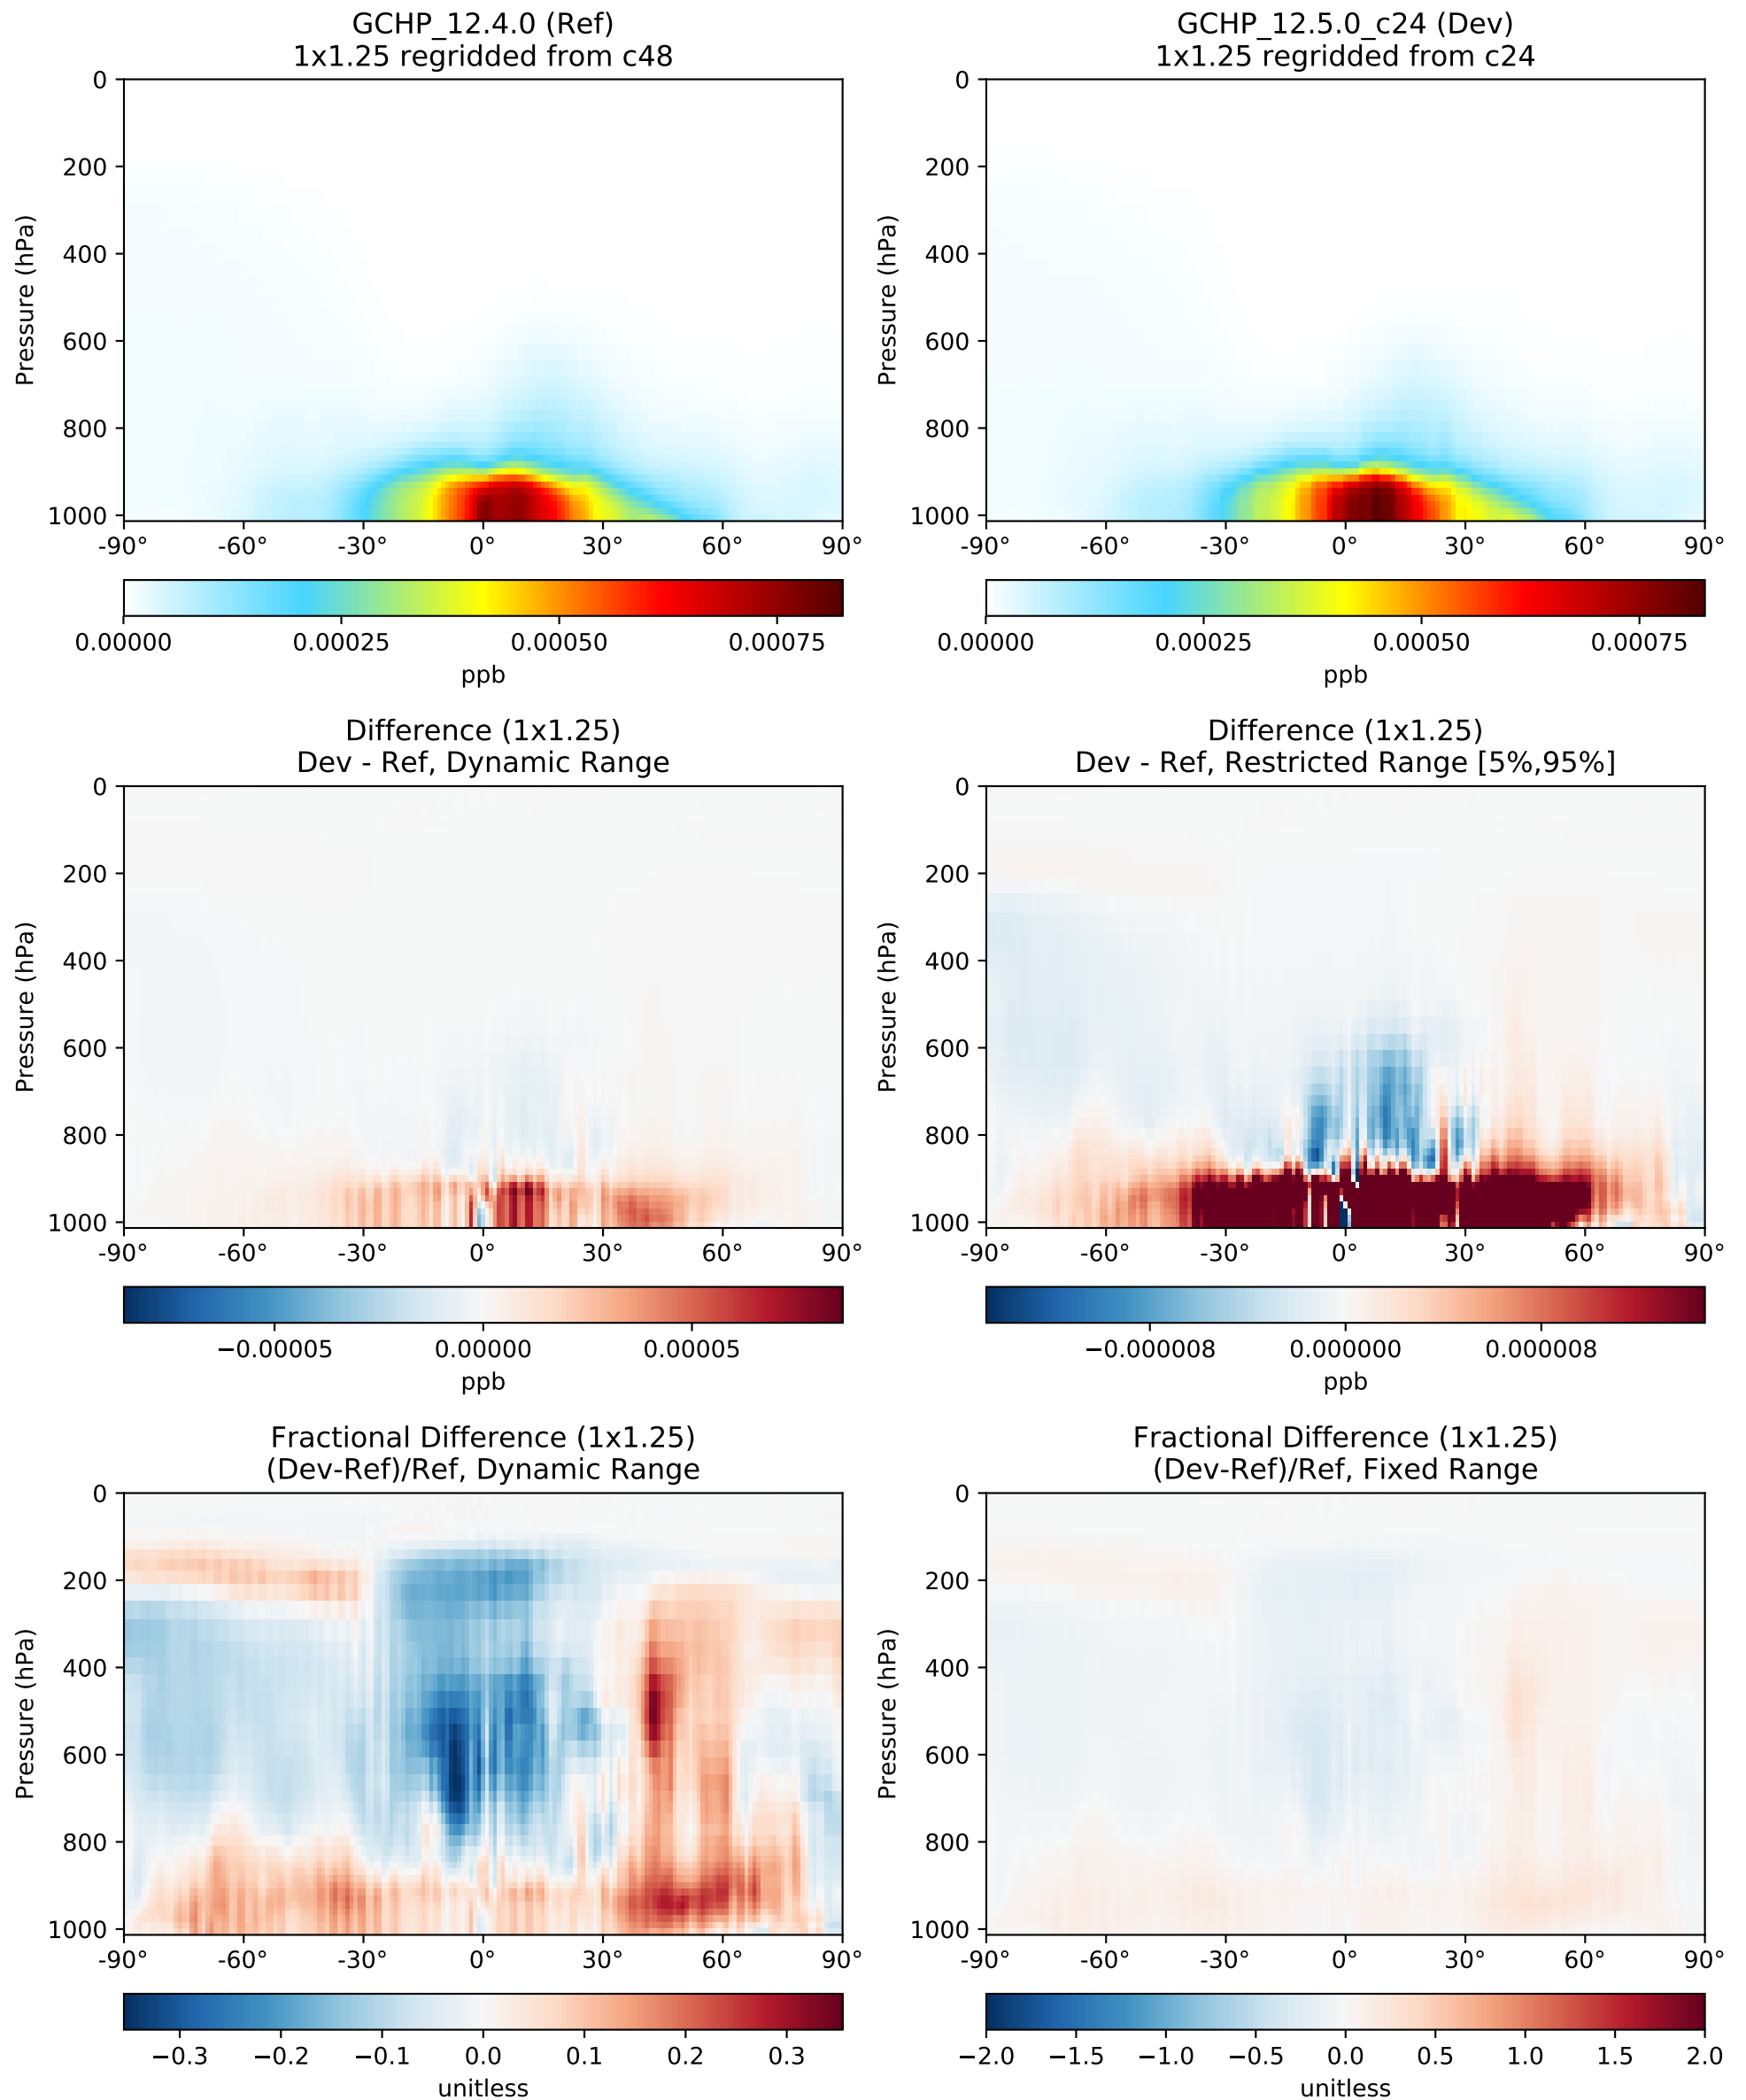 GCHP_12.4.0 (Ref)
1x1.25 regridded from c48
0
200
400
600
800
1000
Pressure (hPa)
-90° -60° -30° 0° 30° 60° 90°
0.00000 0.00025 0.00050 0.00075
ppb
GCHP_12.5.0_c24 (Dev)
1x1.25 regridded from c24
0
200
400
600
800
1000
Pressure (hPa)
-90° -60° -30° 0° 30° 60° 90°
0.00000 0.00025 0.00050 0.00075
ppb
Difference (1x1.25)
Dev - Ref, Dynamic Range
0
200
400
600
800
1000
Pressure (hPa)
-90° -60° -30° 0° 30° 60° 90°
−0.00005 0.00000 0.00005
ppb
Difference (1x1.25)
Dev - Ref, Restricted Range [5%,95%]
0
200
400
600
800
1000
Pressure (hPa)
-90° -60° -30° 0° 30° 60° 90°
−0.000008 0.000000 0.000008
ppb
Fractional Difference (1x1.25)
(Dev-Ref)/Ref, Dynamic Range
0
200
400
600
800
1000
Pressure (hPa)
-90° -60° -30° 0° 30° 60° 90°
−0.3 −0.2 −0.1 0.0 0.1 0.2 0.3
unitless
Fractional Difference (1x1.25)
(Dev-Ref)/Ref, Fixed Range
0
200
400
600
800
1000
Pressure (hPa)
-90° -60° -30° 0° 30° 60° 90°
−2.0 −1.5 −1.0 −0.5 0.0 0.5 1.0 1.5 2.0
unitless